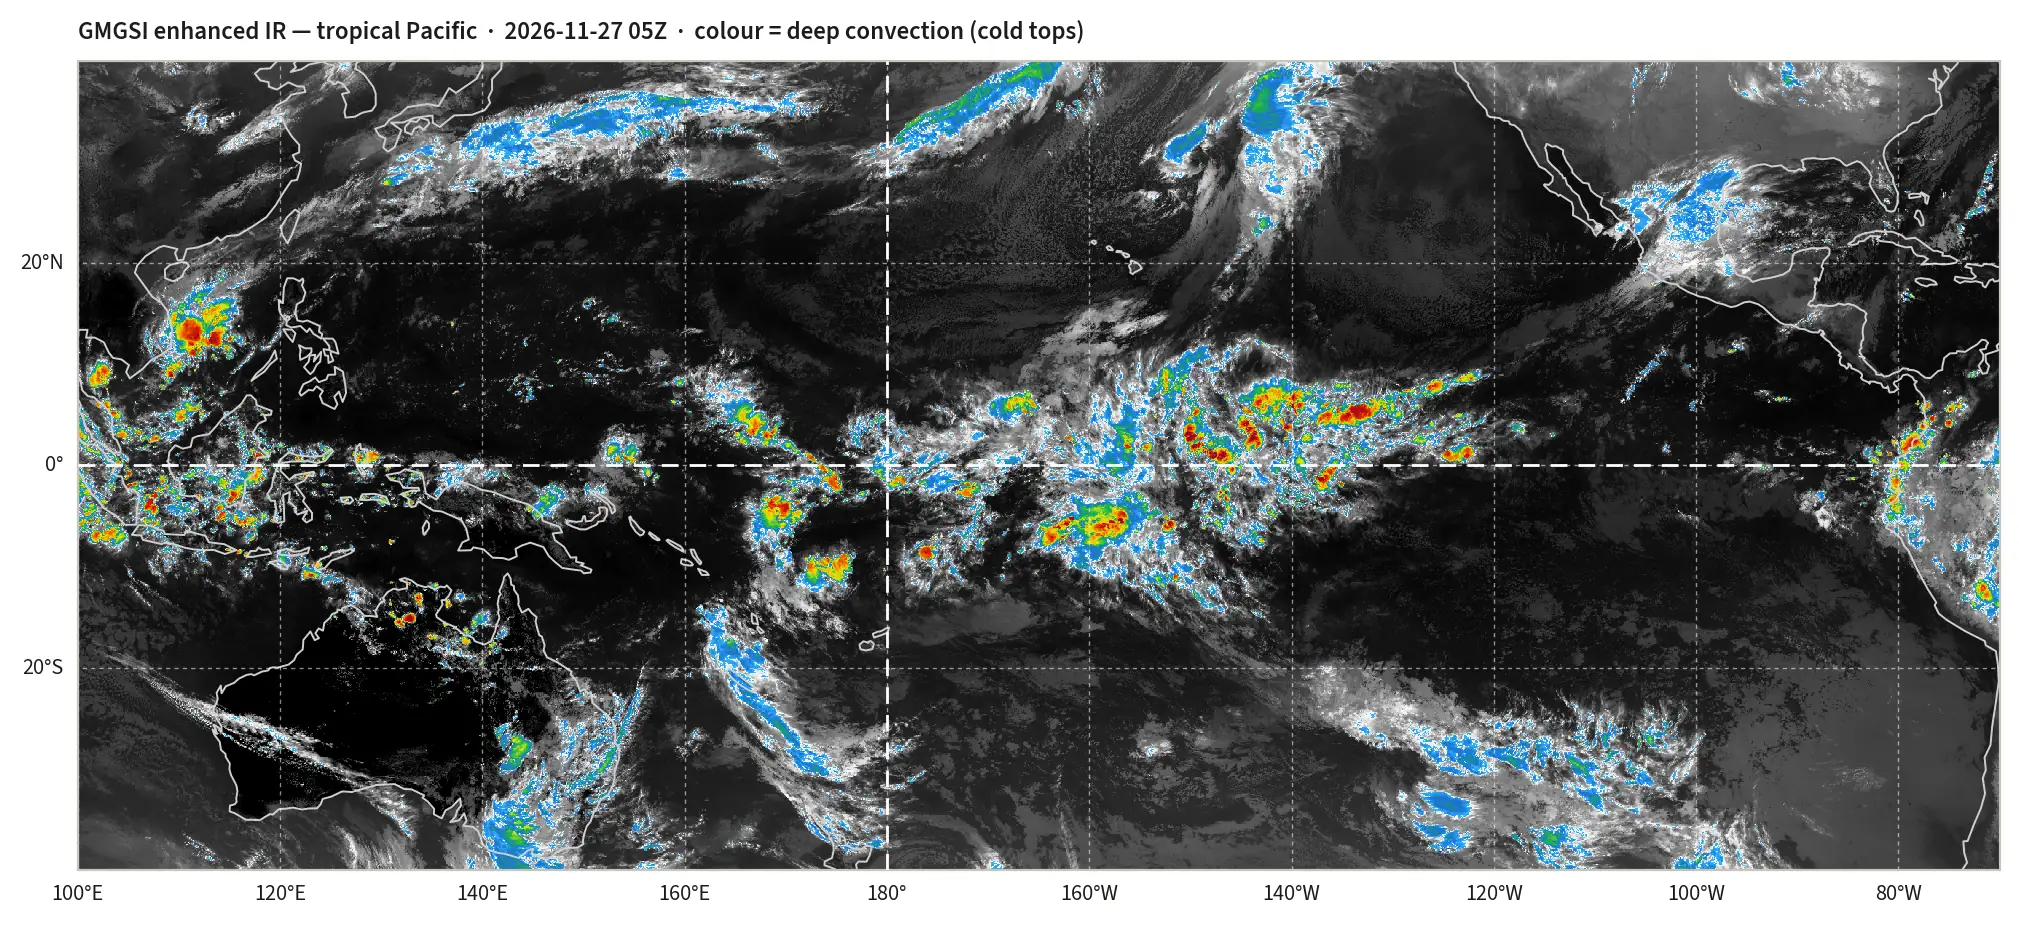 GMGSI enhanced IR — tropical Pacific · 2026-11-27 05Z · colour = deep convection (cold tops)
20°N
0°
20°S
100°E 120°E 140°E 160°E 180° 160°W 140°W 120°W 100°W 80°W